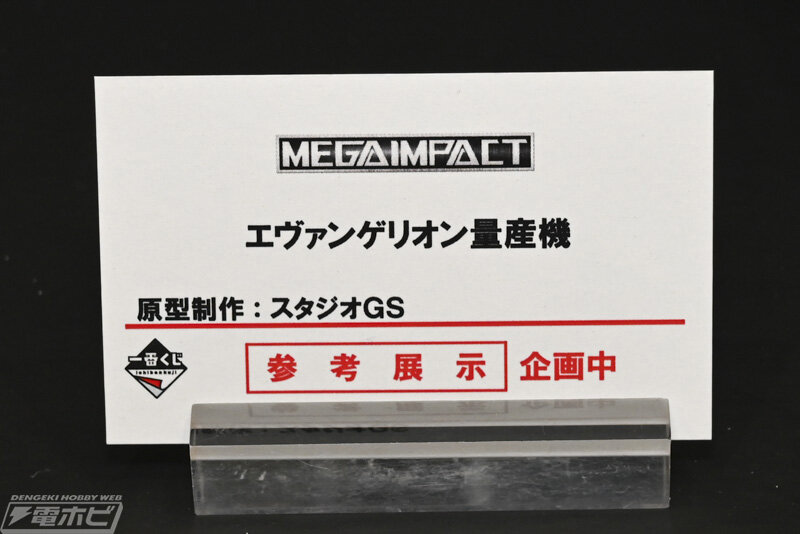 MEGAIMPACT
エヴァンゲリオン量産機
原型制作：スタジオGS
一番くじ
ichibankuji
参考展示 企画中
DENGEKI HOBBY WEB
電ホビ